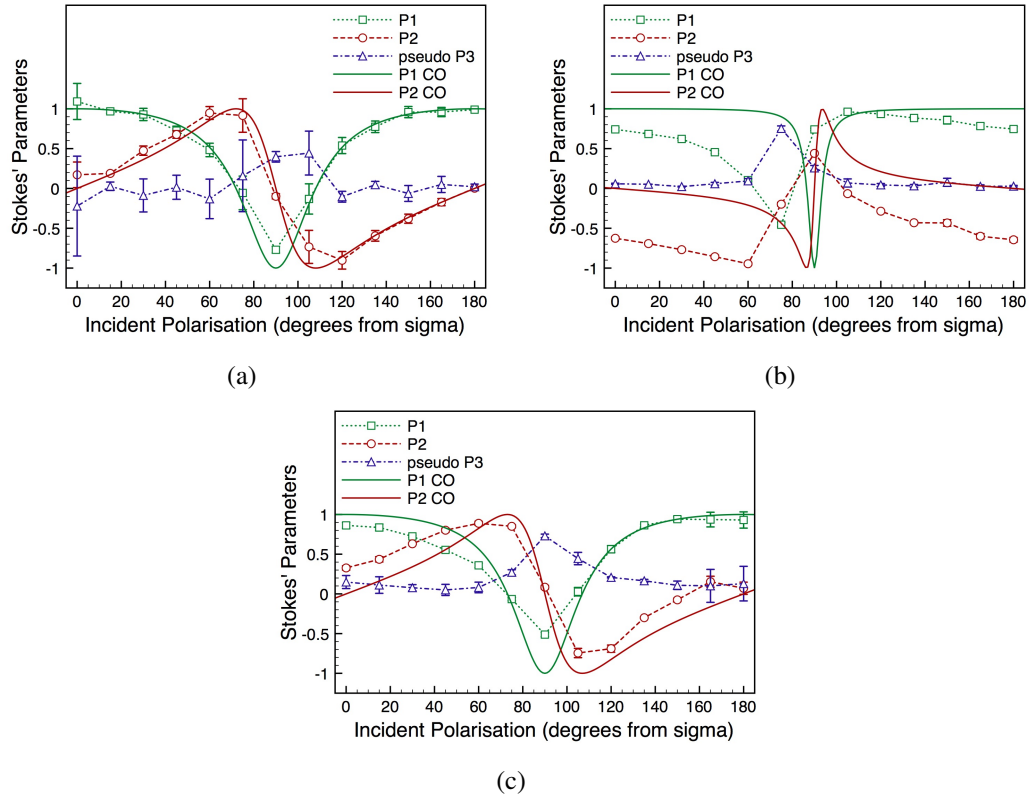 P1
P2
pseudo P3
P1 CO
P2 CO
Stokes' Parameters
1
0.5
0
-0.5
-1
0 20 40 60 80 100 120 140 160 180
Incident Polarisation (degrees from sigma)
(a)
P1
P2
pseudo P3
P1 CO
P2 CO
Stokes' Parameters
1
0.5
0
-0.5
-1
0 20 40 60 80 100 120 140 160 180
Incident Polarisation (degrees from sigma)
(b)
P1
P2
pseudo P3
P1 CO
P2 CO
Stokes' Parameters
1
0.5
0
-0.5
-1
0 20 40 60 80 100 120 140 160 180
Incident Polarisation (degrees from sigma)
(c)